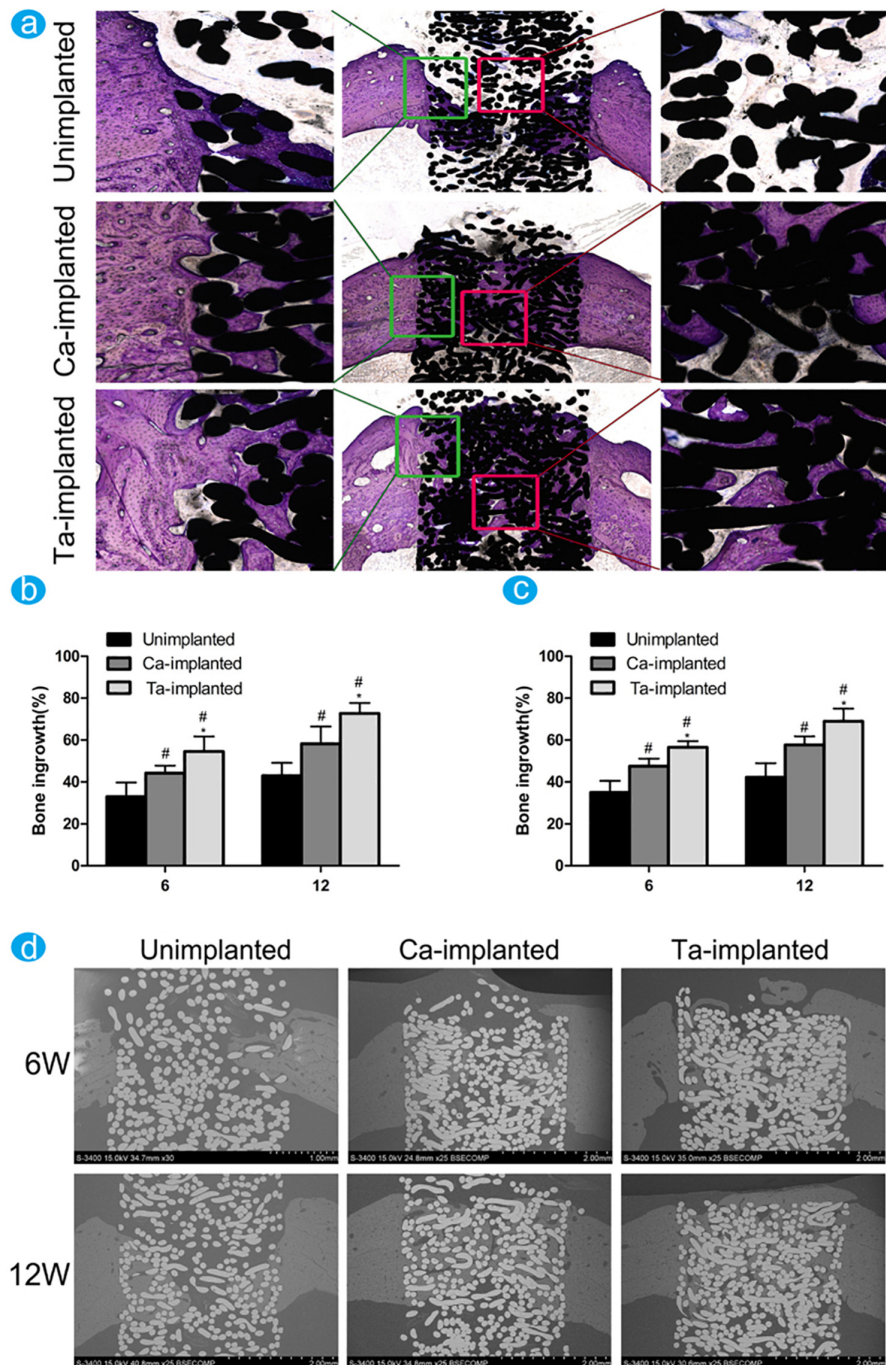 a
Unimplanted
Ca-implanted
Ta-implanted
b
Unimplanted
Ca-implanted
Ta-implanted
Bone ingrowth(%)
100
80
60
40
20
0
#
#
*
#
#
*
6
12
c
Unimplanted
Ca-implanted
Ta-implanted
Bone ingrowth(%)
100
80
60
40
20
0
#
#
*
#
#
*
6
12
d
Unimplanted
Ca-implanted
Ta-implanted
6W
S-3400 15.0kV 34.7mm x30 1.00mm
S-3400 15.0kV 24.8mm x25 BSECOMP 2.00mm
S-3400 15.0kV 35.0mm x25 BSECOMP 2.00mm
12W
S-3400 15.0kV 40.8mm x25 BSECOMP 2.00mm
S-3400 15.0kV 34.8mm x25 BSECOMP 2.00mm
S-3400 15.0kV 30.6mm x25 BSECOMP 2.00mm